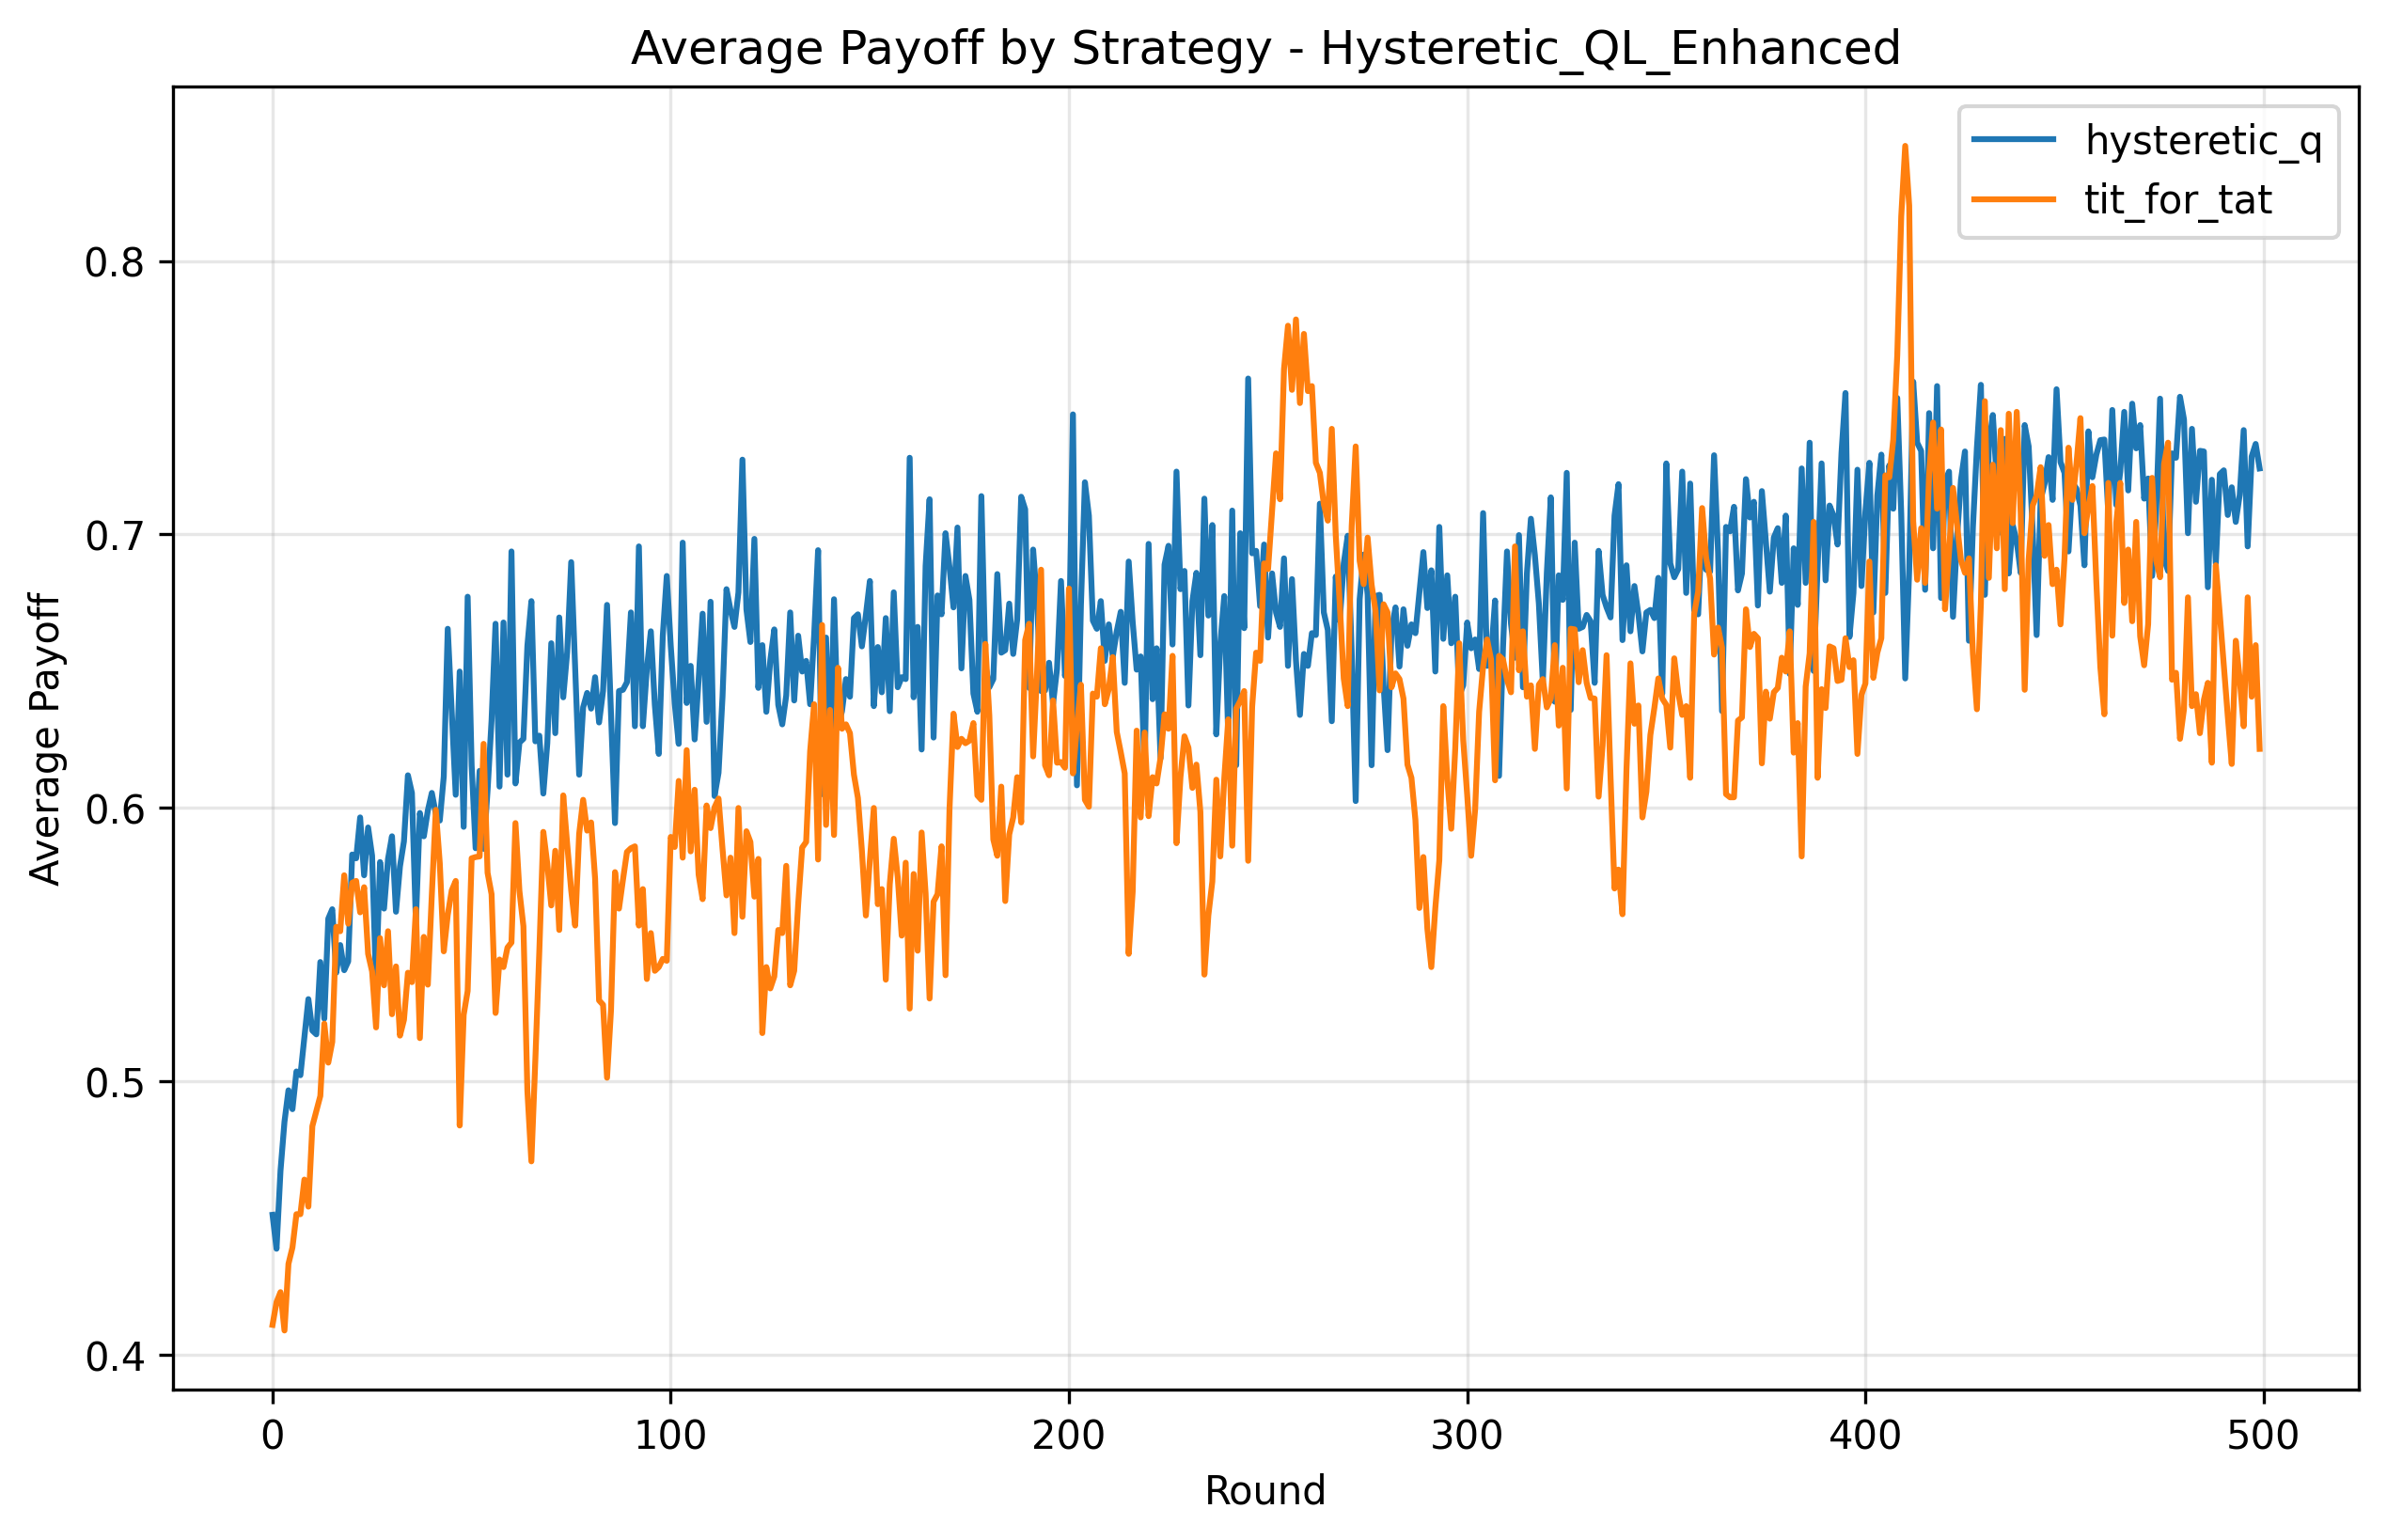 Average Payoff by Strategy - Hysteretic_QL_Enhanced
hysteretic_q
tit_for_tat
Average Payoff
0.8
0.7
0.6
0.5
0.4
0 100 200 300 400 500
Round